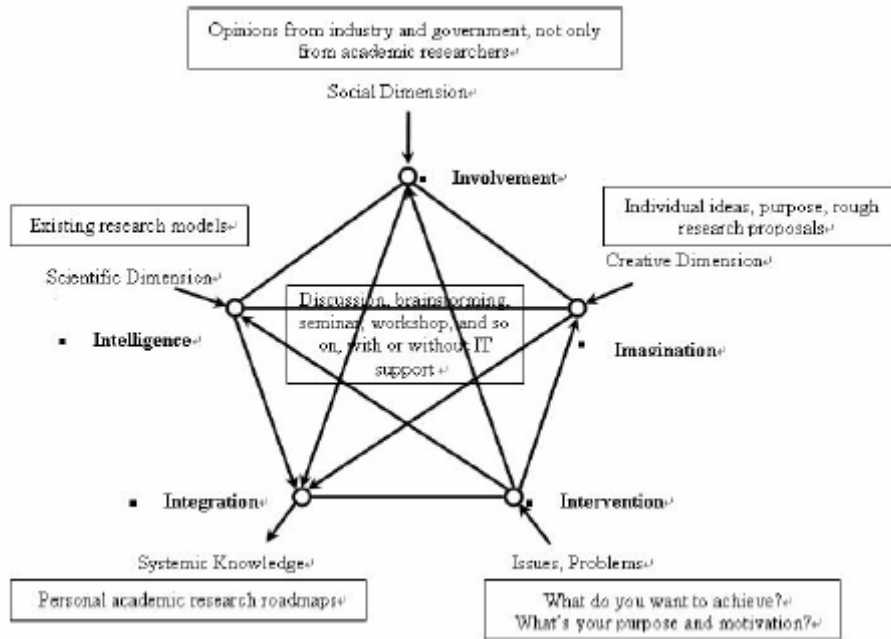 Opinions from industry and government, not only
from academic researchers
Social Dimension
Involvement
Existing research models
Individual ideas, purpose, rough
research proposals
Scientific Dimension
Creative Dimension
Discussion, brainstorming,
seminar, workshop, and so
on, with or without IT
support
Intelligence
Imagination
Integration
Intervention
Systemic Knowledge
Issues, Problems
Personal academic research roadmaps
What do you want to achieve?
What's your purpose and motivation?